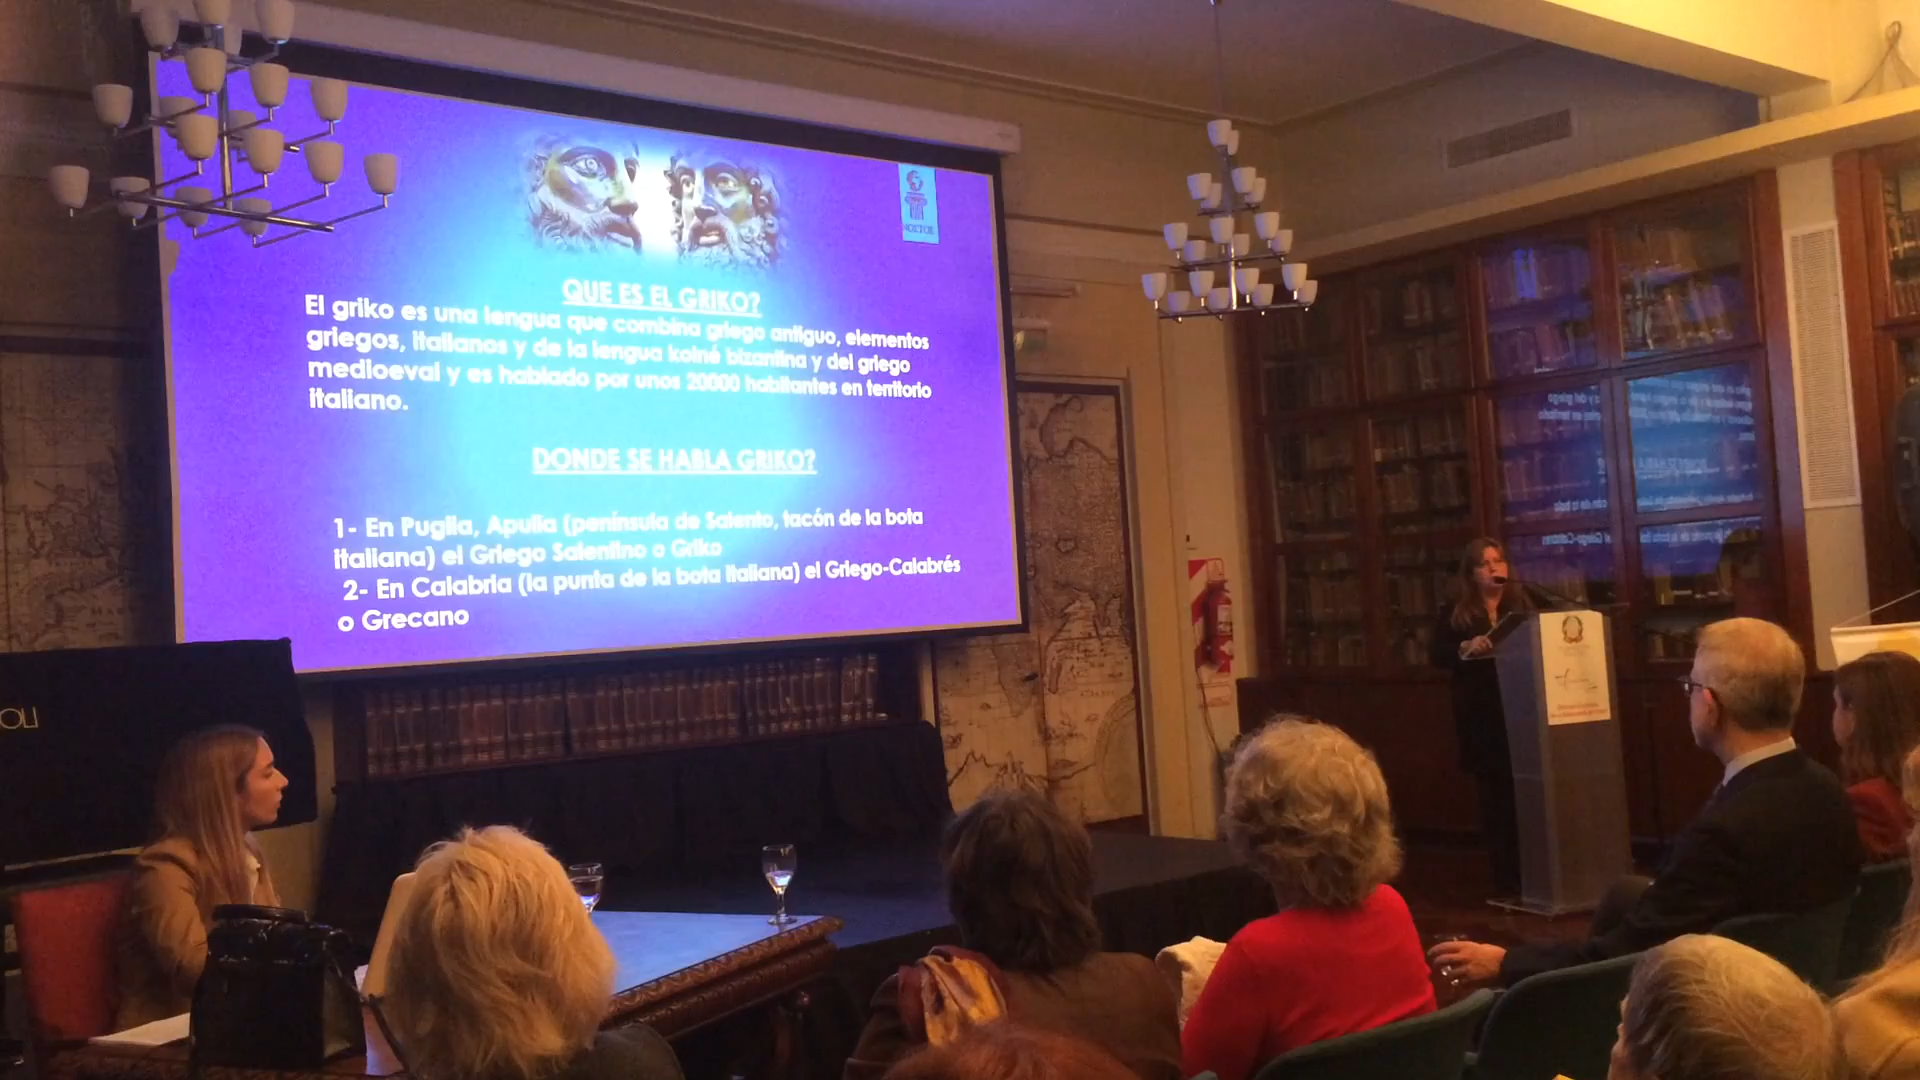 QUE ES EL GRIKO?
El griko es una lengua que combina griego antiguo, elementos
griegos, italianos y de la lengua koiné bizantina y del griego
medioeval y es hablado por unos 20000 habitantes en territorio
italiano.
DONDE SE HABLA GRIKO?
1- En Puglia, Apulia (península de Salento, tacón de la bota
italiana) el Griego Salentino o Griko
2- En Calabria (la punta de la bota italiana) el Griego-Calabrés
o Grecano
OLI